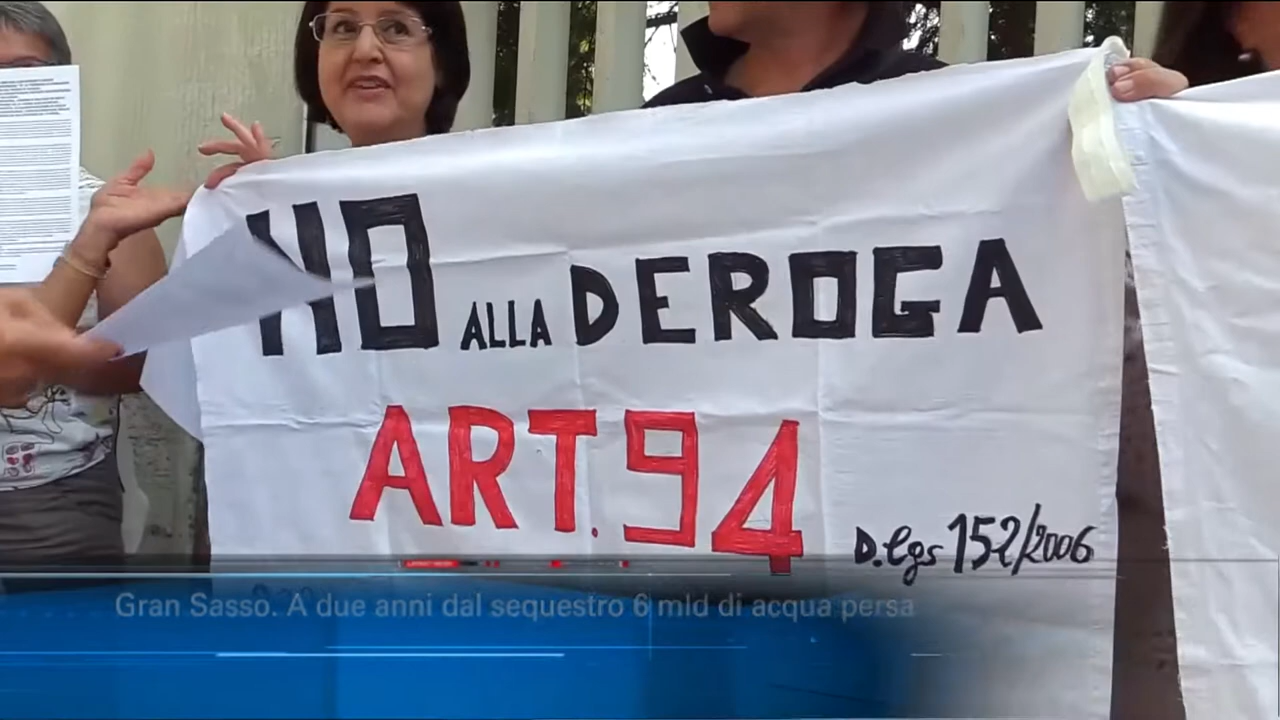 NO ALLA DEROGA
ART. 94
D.lgs 152/2006
Gran Sasso. A due anni dal sequestro 6 mld di acqua persa